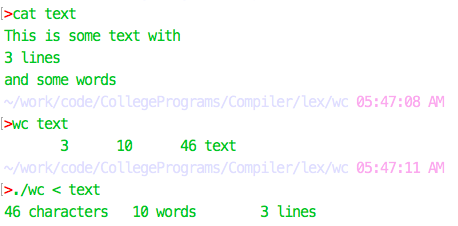 >cat text
This is some text with
3 lines
and some words
~/work/code/CollegePrograms/Compiler/lex/wc 05:47:08 AM
>wc text
3 10 46 text
~/work/code/CollegePrograms/Compiler/lex/wc 05:47:11 AM
>./wc < text
46 characters 10 words 3 lines